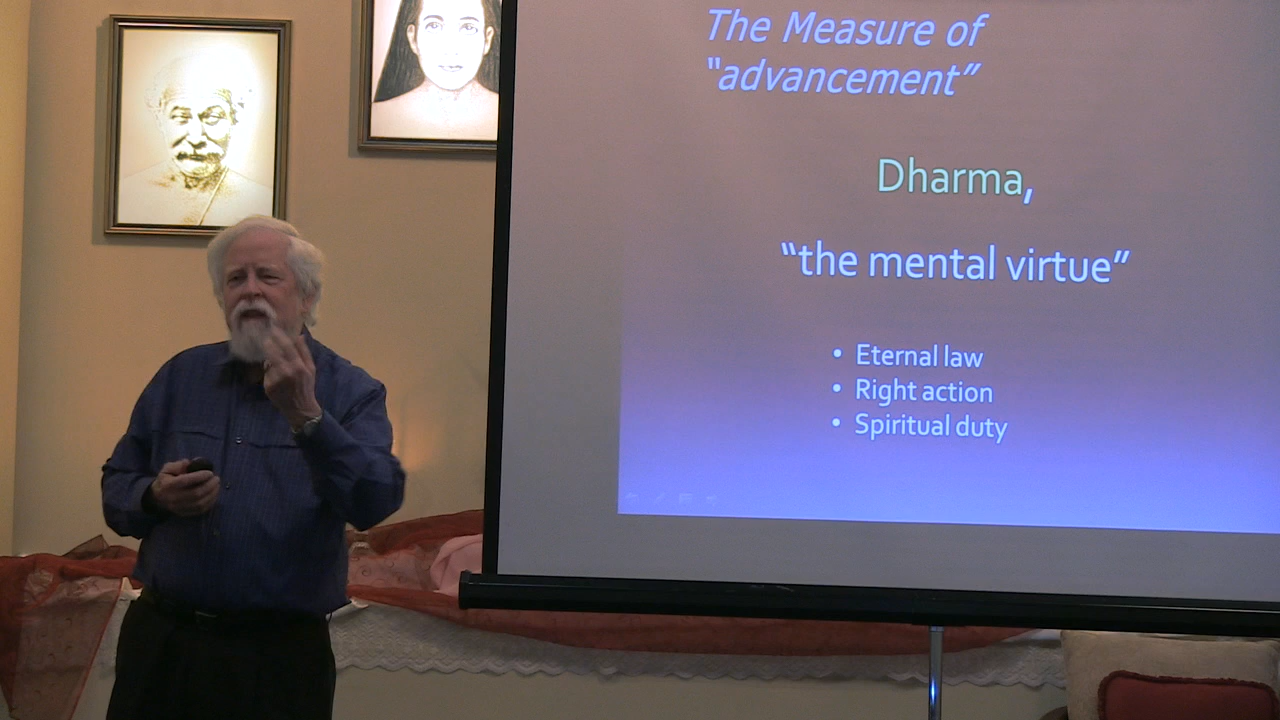 The Measure of
“advancement”
Dharma,
“the mental virtue”
• Eternal law
• Right action
• Spiritual duty